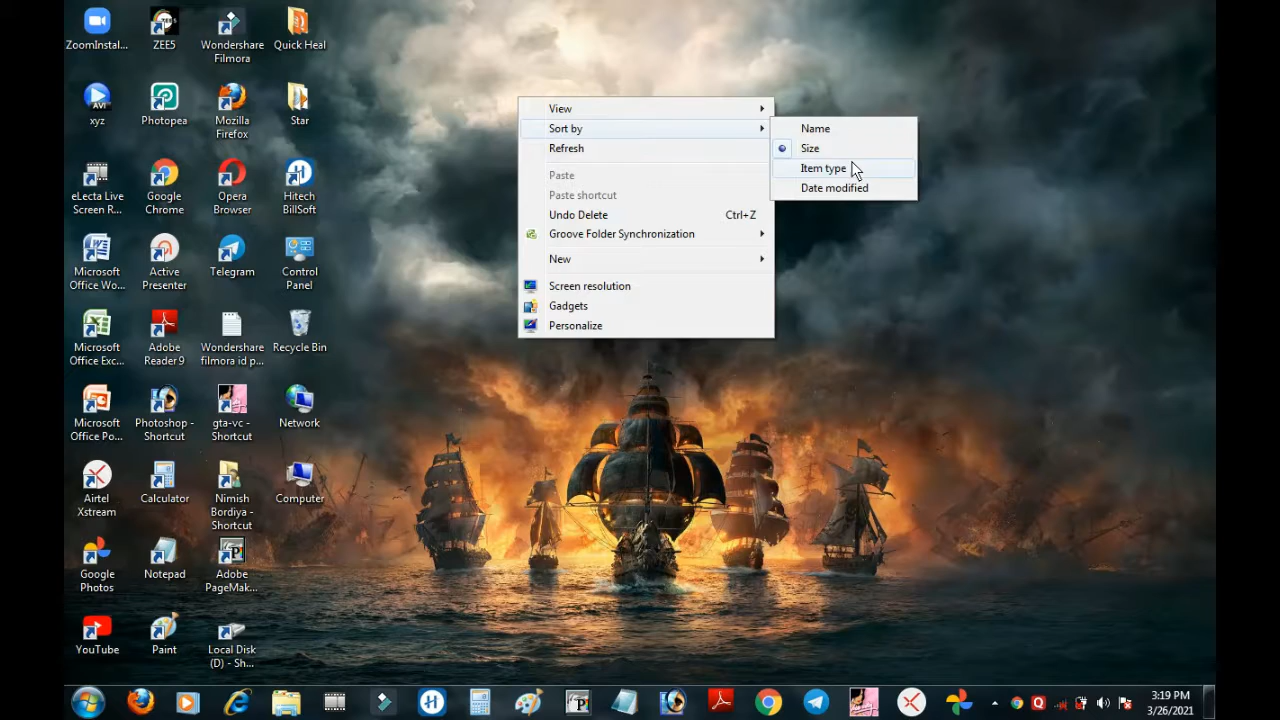 ZoomInstal...
ZEE5
Wondershare
Filmora
Quick Heal
AVI
xyz
Photopea
Mozilla
Firefox
Star
eLecta Live
Screen R...
Google
Chrome
Opera
Browser
Hitech
BillSoft
Microsoft
Office Wo...
Active
Presenter
Telegram
Control
Panel
Microsoft
Office Exc...
Adobe
Reader 9
Wondershare
filmora id p...
Recycle Bin
Microsoft
Office Po...
Photoshop -
Shortcut
gta-vc -
Shortcut
Network
Airtel
Xstream
Calculator
Nimish
Bordiya -
Shortcut
Computer
Google
Photos
Notepad
Adobe
PageMak...
YouTube
Paint
Local Disk
(D) - Sh...
View
Sort by
Refresh
Paste
Paste shortcut
Undo Delete Ctrl+Z
Groove Folder Synchronization
New
Screen resolution
Gadgets
Personalize
Name
Size
Item type
Date modified
3:19 PM
3/26/2021